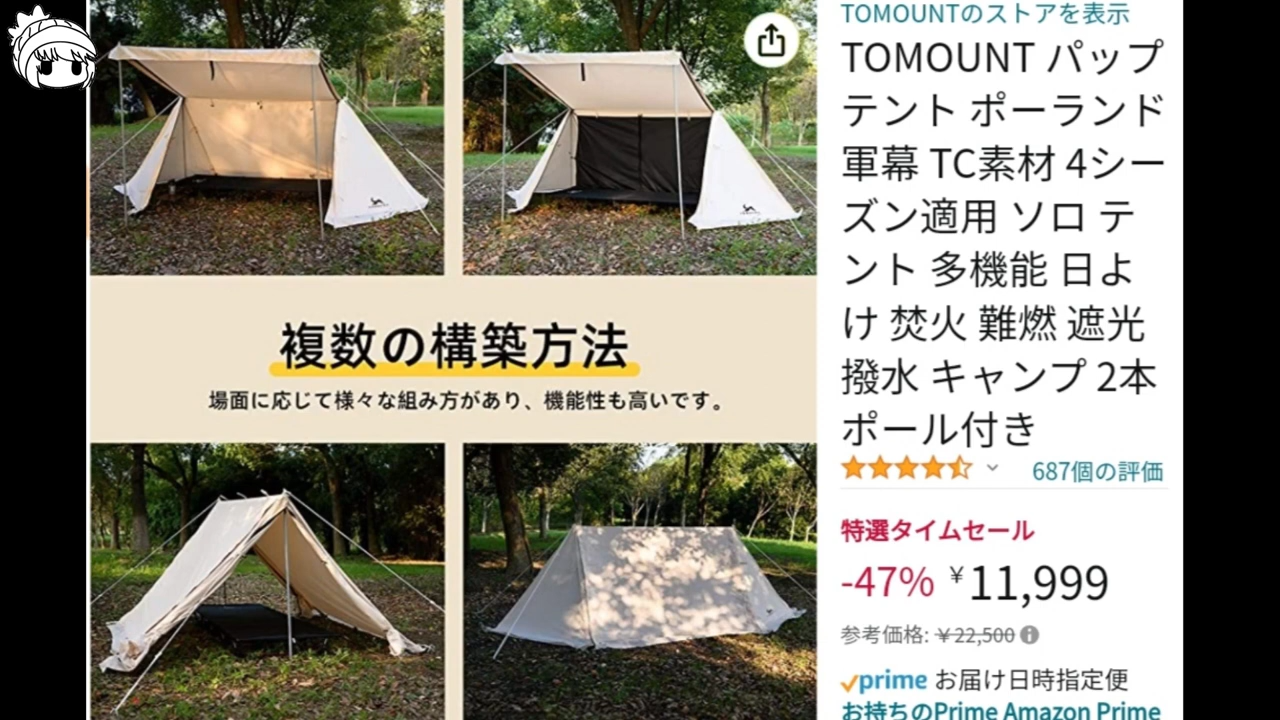 複数の構築方法
場面に応じて様々な組み方があり、機能性も高いです。
TOMOUNTのストアを表示
TOMOUNT パップ
テント ポーランド
軍幕 TC素材 4シー
ズン適用 ソロ テ
ント 多機能 日よ
け 焚火 難燃 遮光
撥水 キャンプ 2本
ポール付き
687個の評価
特選タイムセール
-47% ¥11,999
参考価格: ¥22,500
prime お届け日時指定便
お持ちのPrime Amazon Prime